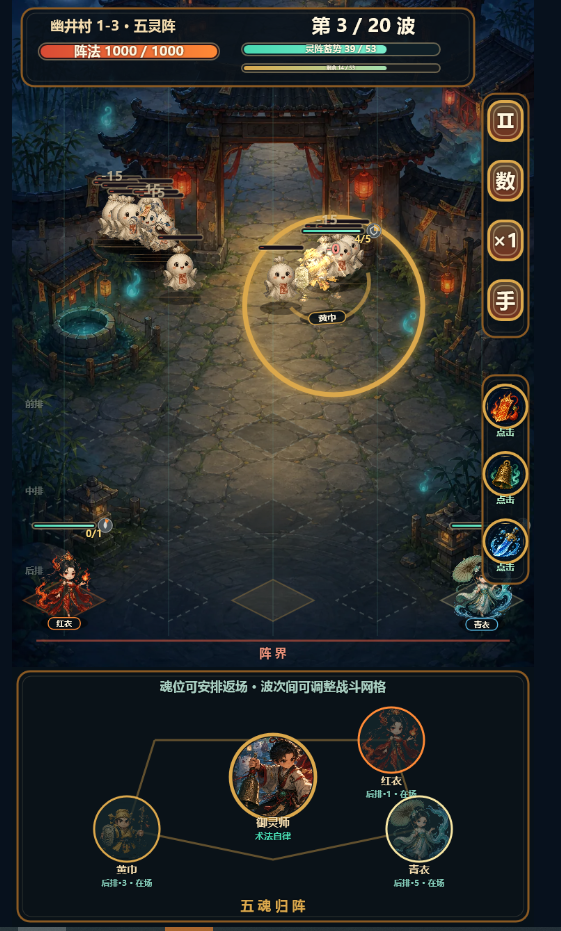 幽井村 1-3·五灵阵
第 3 / 20 波
阵法 1000 / 1000
灵阵蓄势 39 / 53
II
数
×1
手
-15
-15
-15
4/5
黄巾
点击
点击
点击
前排
中排
后排
0/1
红衣
青衣
阵界
魂位可安排返场·波次间可调整战斗网格
红衣
后排·1·在场
御灵师
术法自律
黄巾
后排·3·在场
青衣
后排·5·在场
五魂归阵